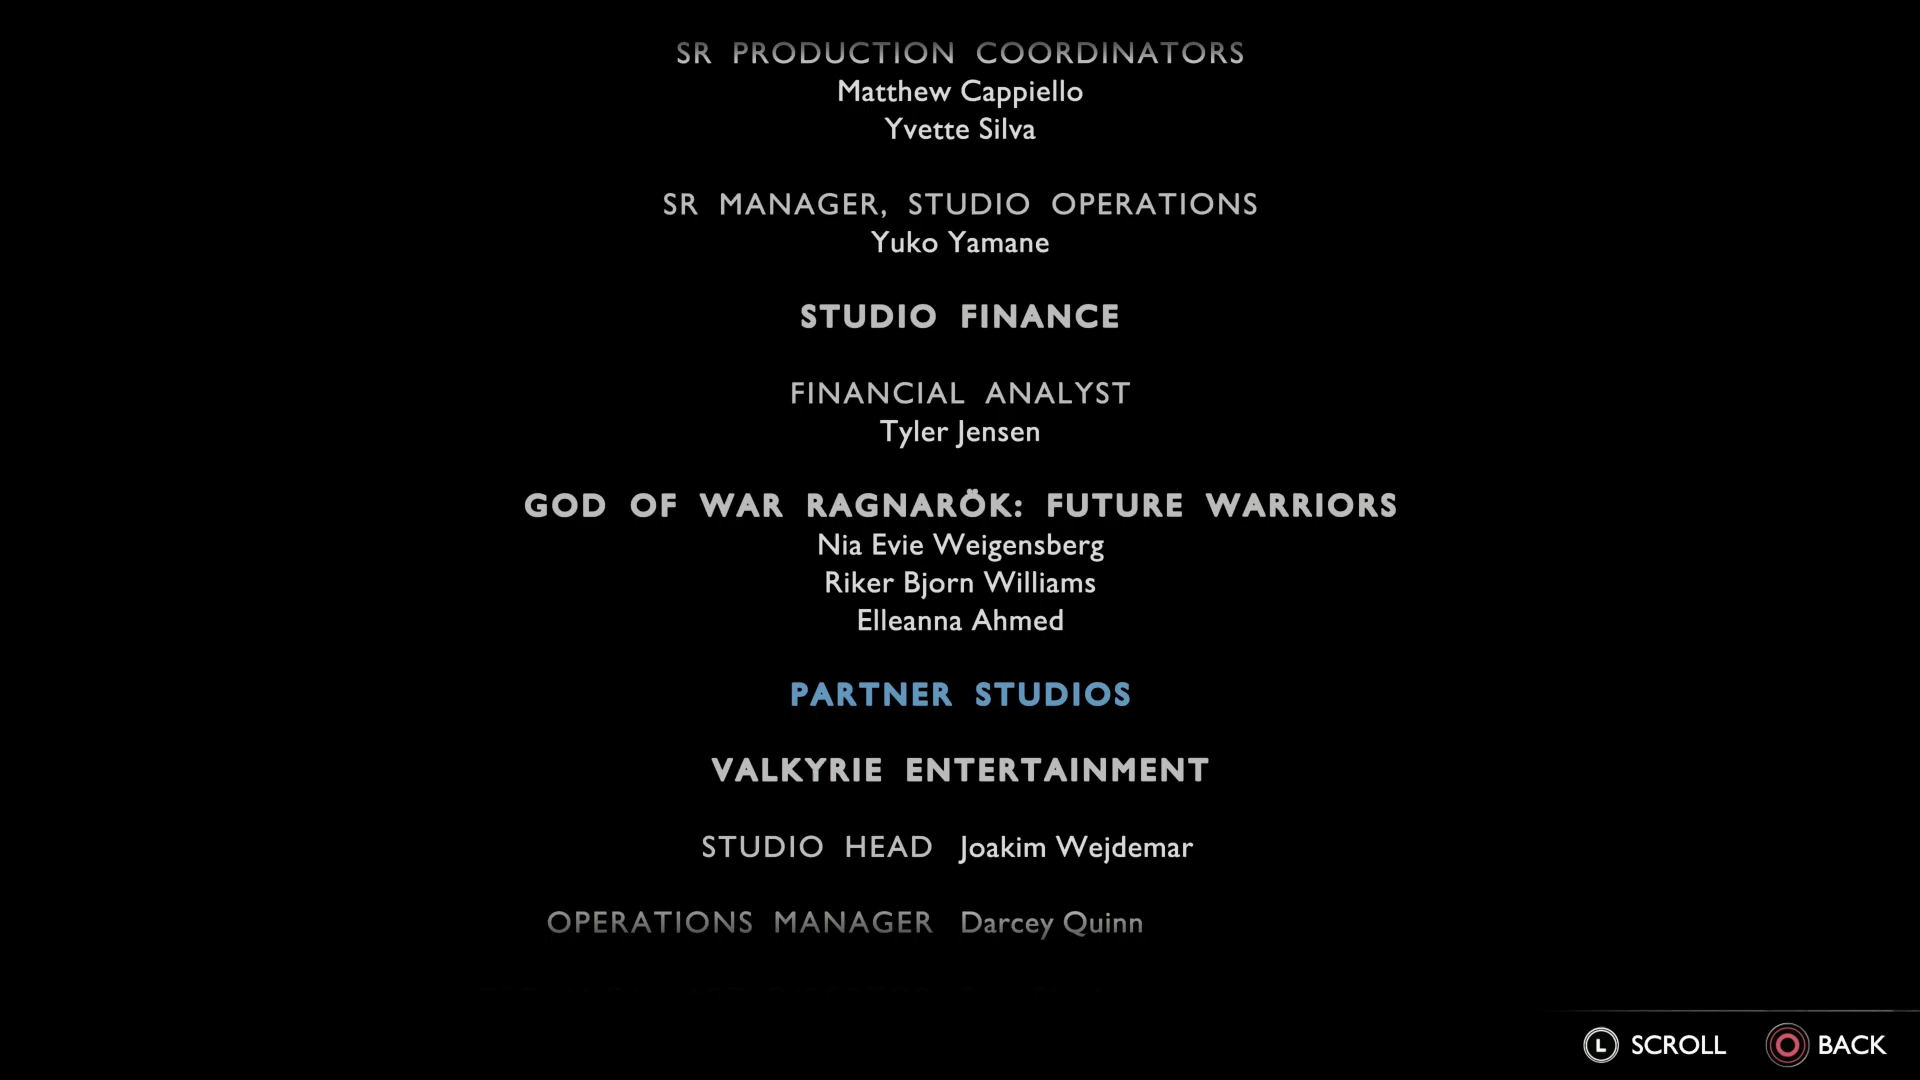 SR PRODUCTION COORDINATORS
Matthew Cappiello
Yvette Silva
SR MANAGER, STUDIO OPERATIONS
Yuko Yamane
STUDIO FINANCE
FINANCIAL ANALYST
Tyler Jensen
GOD OF WAR RAGNARÖK: FUTURE WARRIORS
Nia Evie Weigensberg
Riker Bjorn Williams
Elleanna Ahmed
PARTNER STUDIOS
VALKYRIE ENTERTAINMENT
STUDIO HEAD Joakim Wejdemar
OPERATIONS MANAGER Darcey Quinn
L SCROLL BACK